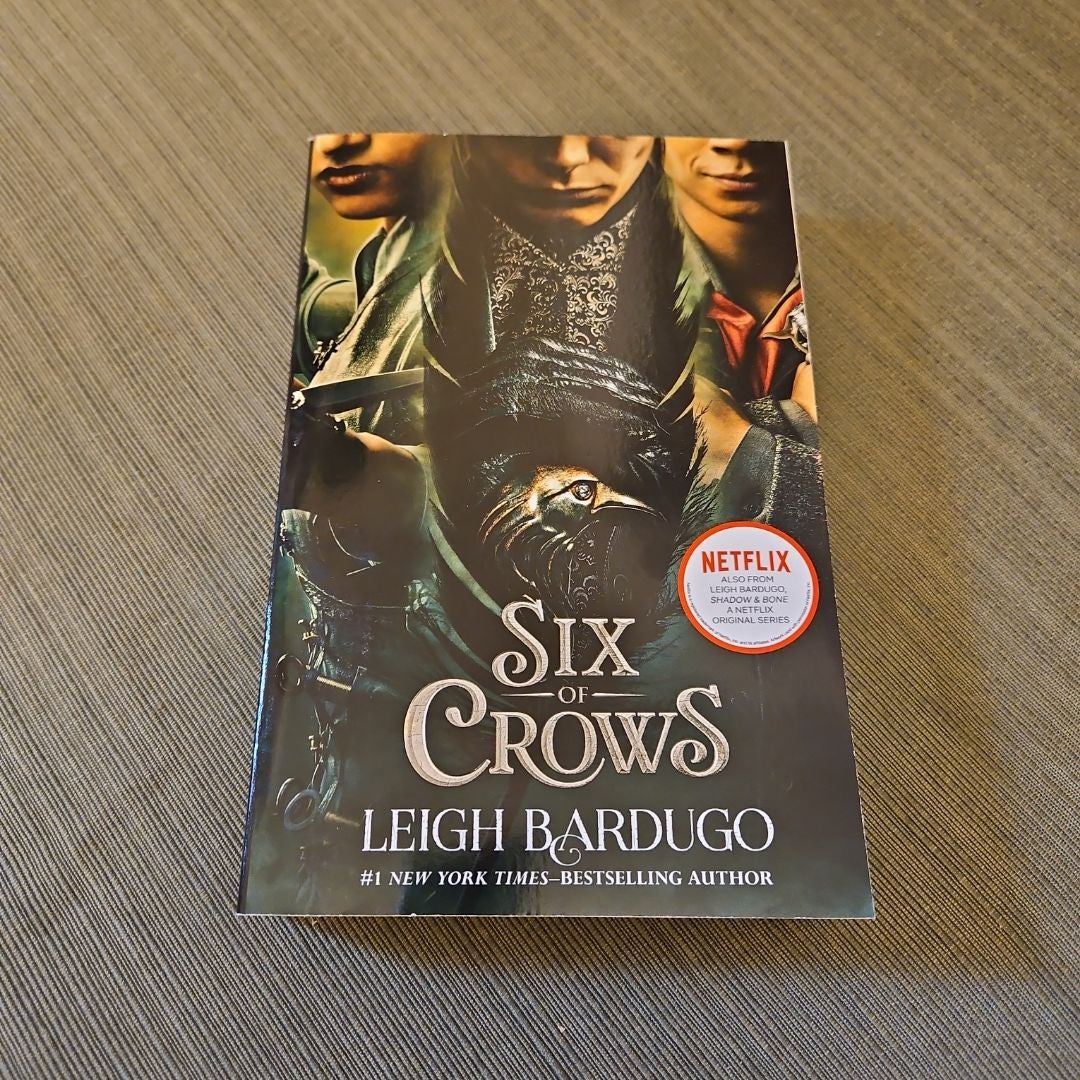 NETFLIX
ALSO FROM
LEIGH BARDUGO,
SHADOW & BONE
A NETFLIX
ORIGINAL SERIES
SIX
OF
CROWS
LEIGH BARDUGO
#1 NEW YORK TIMES–BESTSELLING AUTHOR